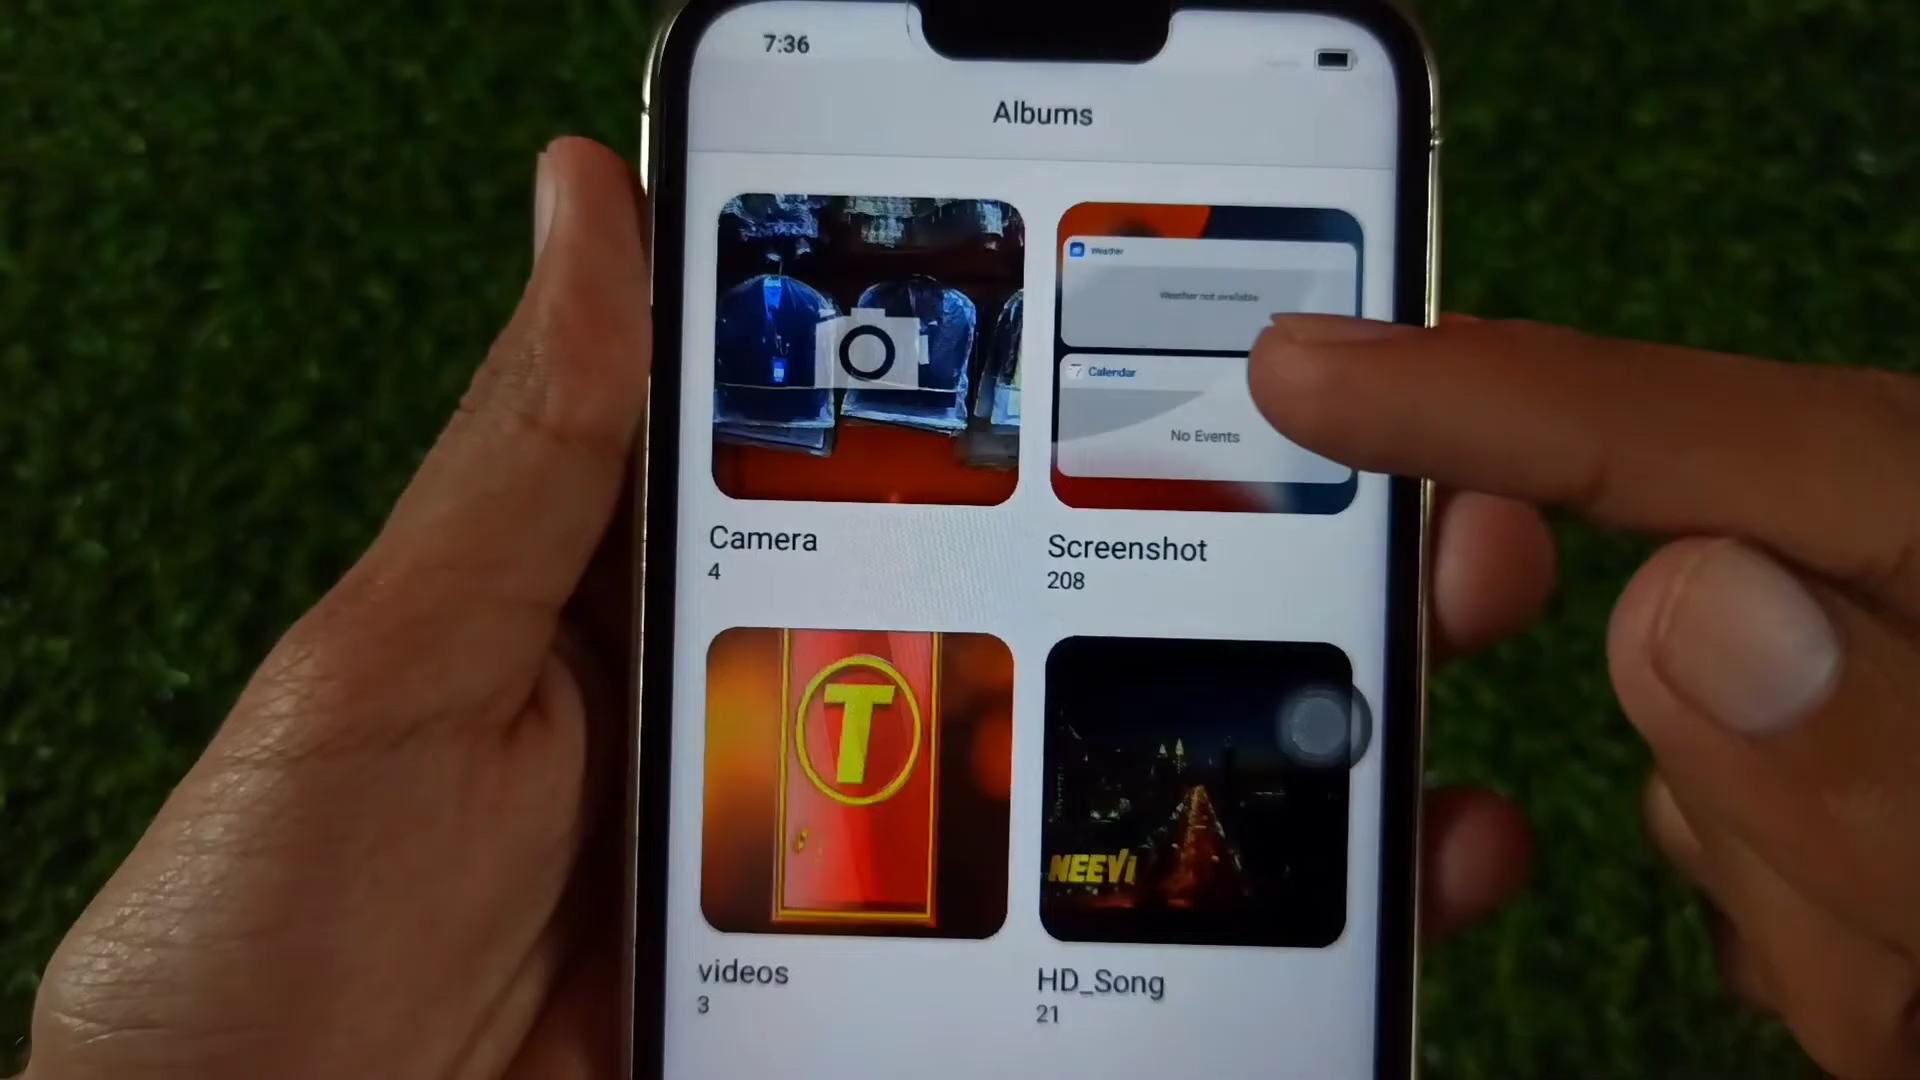 7:36
Albums
Weather
Weather not available
7 Calendar
No Events
Camera
4
Screenshot
208
T
NEEVI
videos
3
HD_Song
21